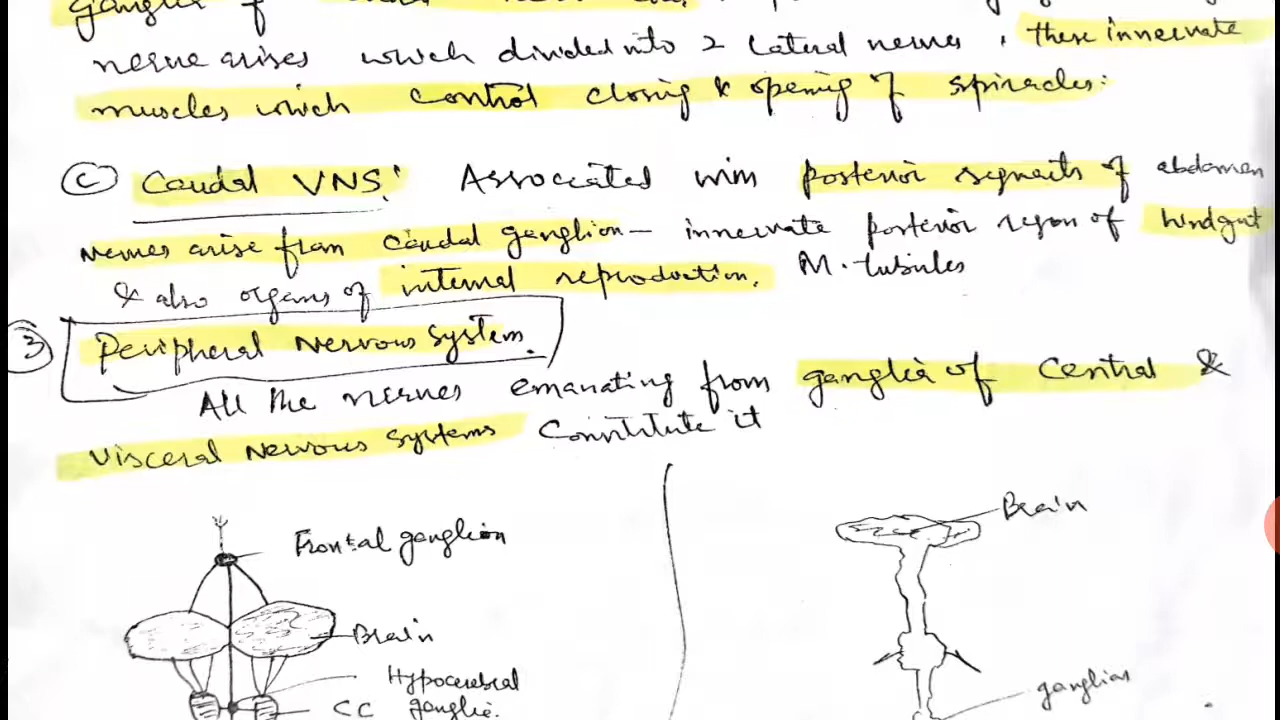 ganglia of
nerve arises which divided into 2 lateral nerves, these innervate
muscles which control closing & opening of spiracles:
(C) Caudal VNS: Associated with posterior segments of abdomen
nerves arise from caudal ganglion – innervate posterior region of hindgut
& also organs of internal reproduction. M. tubules
(3) Peripheral Nervous System.
All the nerves emanating from ganglia of Central &
Visceral Nervous Systems Constitute it
Frontal ganglion
Brain
Hypocerebral
CC ganglia.
Brain
ganglion